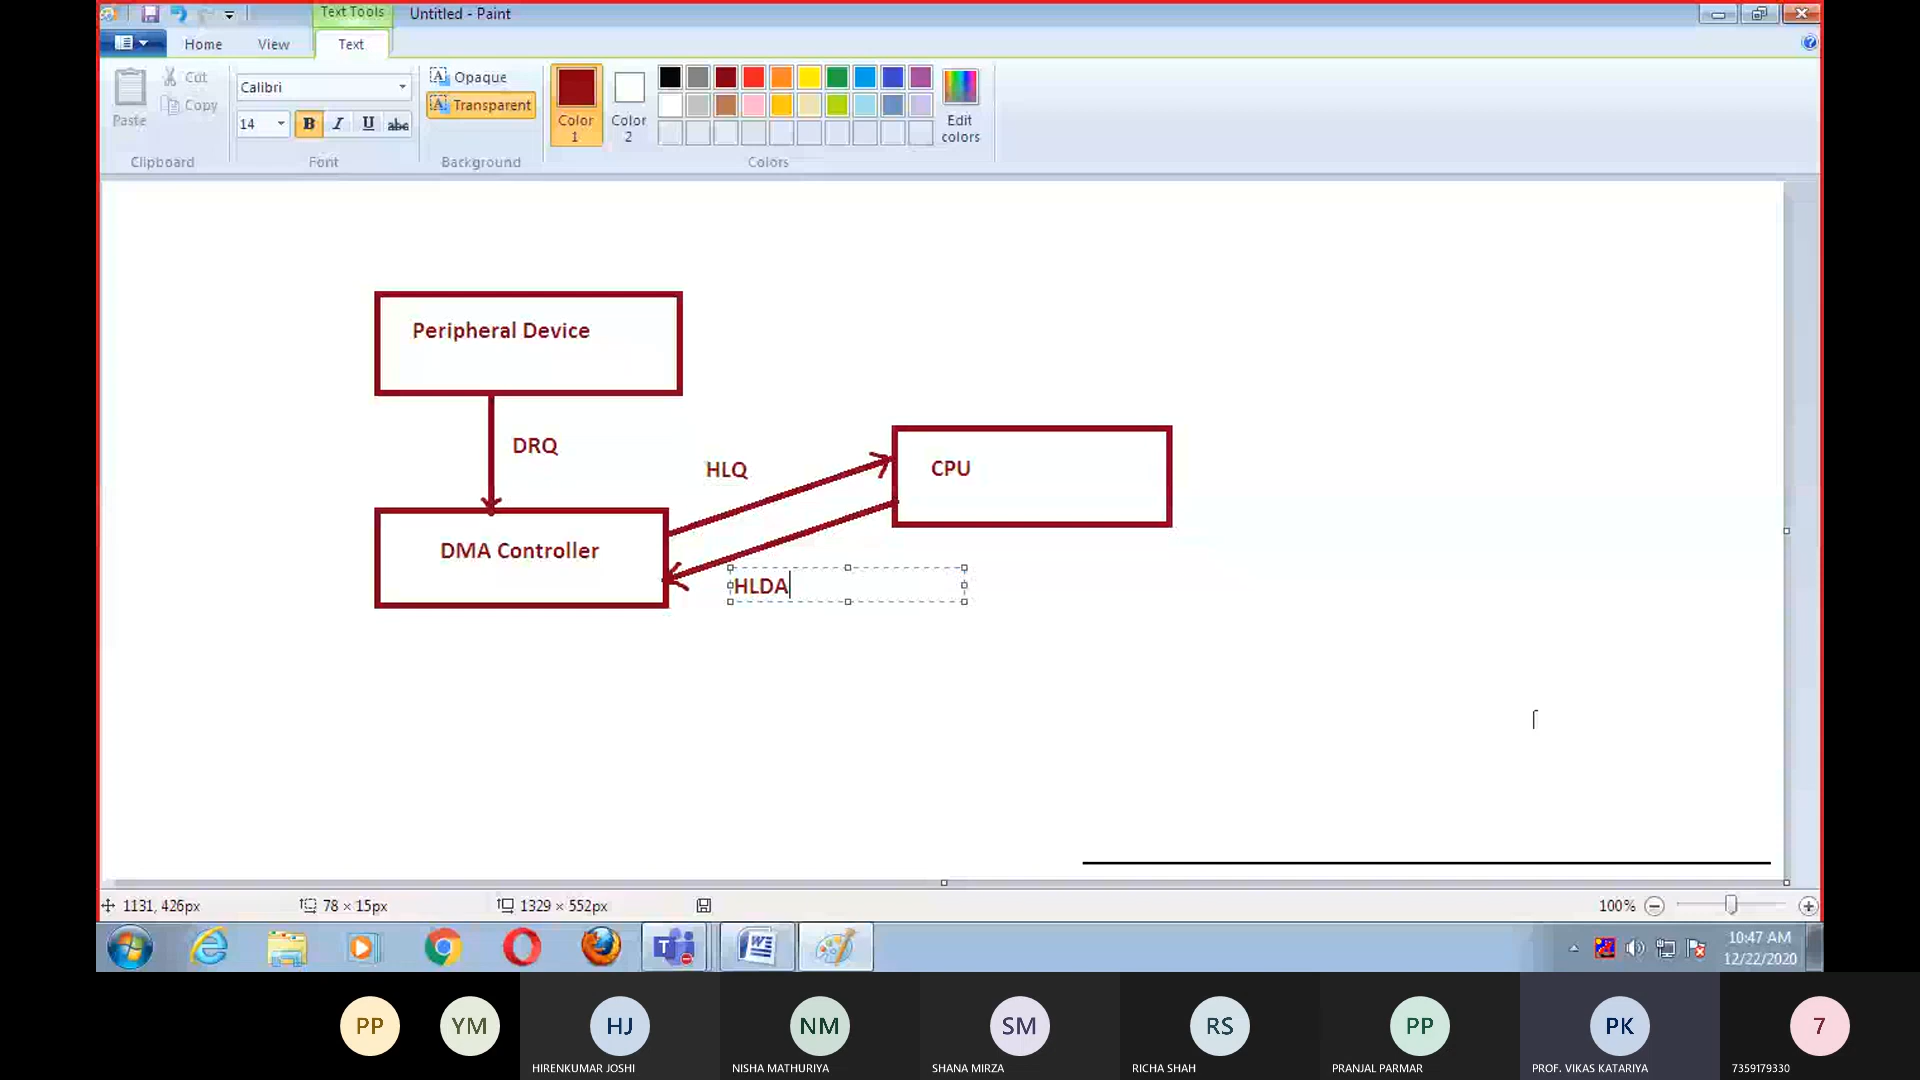 Text Tools
Untitled - Paint
Home
View
Text
Cut
Copy
Paste
Clipboard
Calibri
14
B I U abc
Font
Opaque
Transparent
Background
Color 1
Color 2
Edit colors
Colors
Peripheral Device
DRQ
HLQ
CPU
DMA Controller
HLDA
1131, 426px
78 × 15px
1329 × 552px
100%
10:47 AM
12/22/2020
PP
YM
HJ
NM
SM
RS
PP
PK
7
HIRENKUMAR JOSHI
NISHA MATHURIYA
SHANA MIRZA
RICHA SHAH
PRANJAL PARMAR
PROF. VIKAS KATARIYA
7359179330